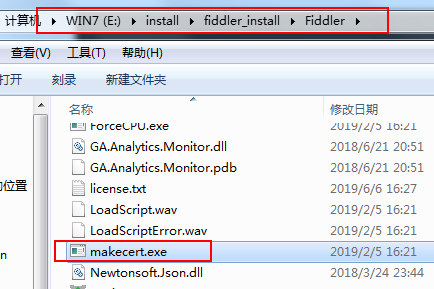 计算机 ▸ WIN7 (E:) ▸ install ▸ fiddler_install ▸ Fiddler ▸
查看(V) 工具(T) 帮助(H)
打开 刻录 新建文件夹
名称 修改日期
ForceCPU.exe 2019/2/5 16:21
GA.Analytics.Monitor.dll 2018/6/21 20:51
GA.Analytics.Monitor.pdb 2018/6/21 20:51
license.txt 2019/6/6 16:27
LoadScript.wav 2019/2/5 16:21
LoadScriptError.wav 2019/2/5 16:21
的位置
makecert.exe 2019/2/5 16:21
Newtonsoft.Json.dll 2018/3/24 23:44